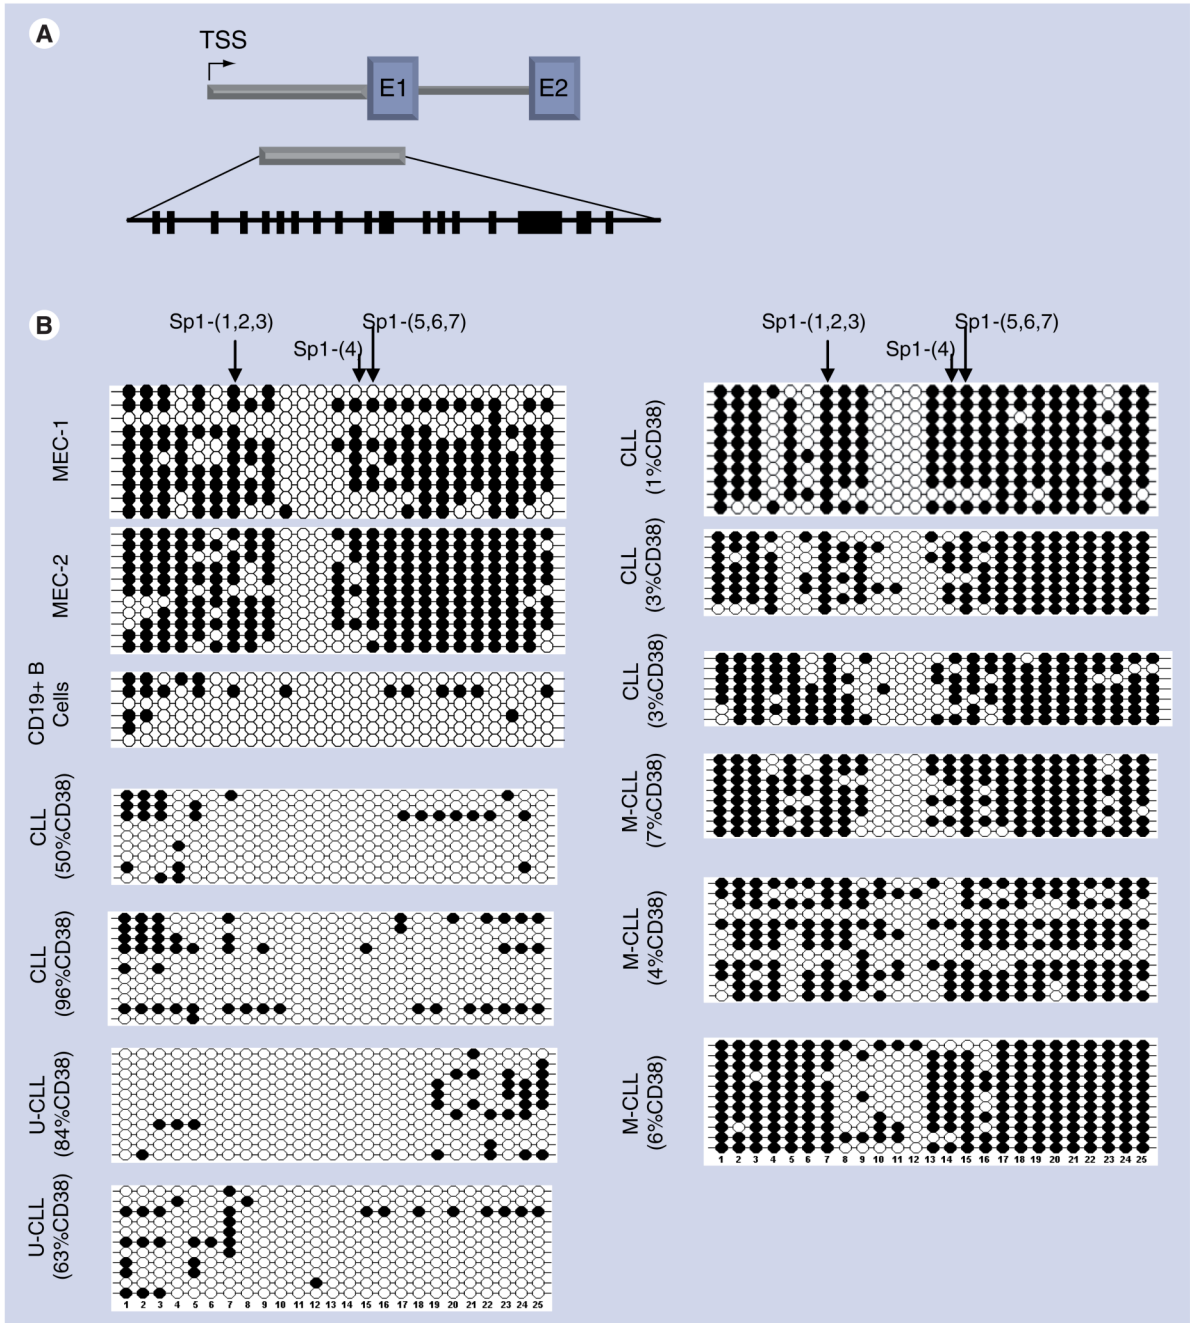 A
TSS
E1
E2
B
Sp1-(1,2,3)
Sp1-(5,6,7)
Sp1-(4)
MEC-1
MEC-2
CD19+ B
Cells
CLL
(50%CD38)
CLL
(96%CD38)
U-CLL
(84%CD38)
U-CLL
(63%CD38)
1 2 3 4 5 6 7 8 9 10 11 12 13 14 15 16 17 18 19 20 21 22 23 24 25
Sp1-(1,2,3)
Sp1-(5,6,7)
Sp1-(4)
CLL
(1%CD38)
CLL
(3%CD38)
CLL
(3%CD38)
M-CLL
(7%CD38)
M-CLL
(4%CD38)
M-CLL
(6%CD38)
1 2 3 4 5 6 7 8 9 10 11 12 13 14 15 16 17 18 19 20 21 22 23 24 25